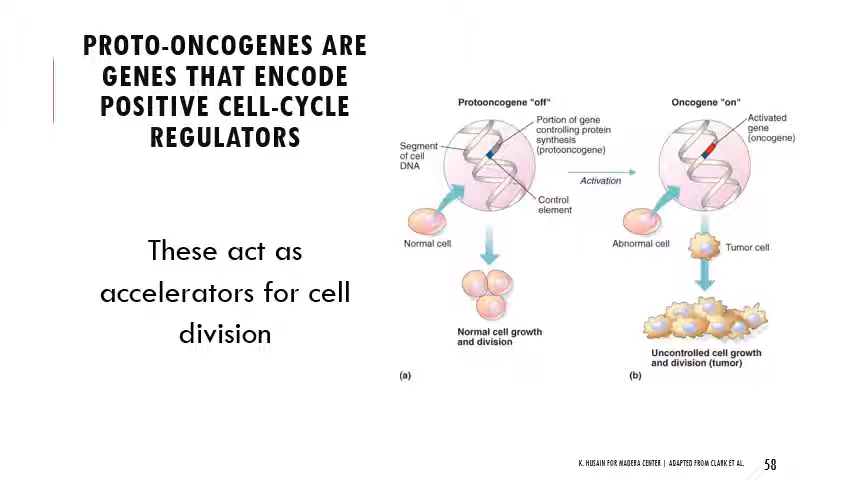 PROTO-ONCOGENES ARE
GENES THAT ENCODE
POSITIVE CELL-CYCLE
REGULATORS
These act as
accelerators for cell
division
Protooncogene "off"
Segment
of cell
DNA
Portion of gene
controlling protein
synthesis
(protooncogene)
Control
element
Normal cell
Normal cell growth
and division
(a)
Activation
Oncogene "on"
Activated
gene
(oncogene)
Abnormal cell
Tumor cell
Uncontrolled cell growth
and division (tumor)
(b)
K. HUSAIN FOR MADERA CENTER | ADAPTED FROM CLARK ET AL.
58